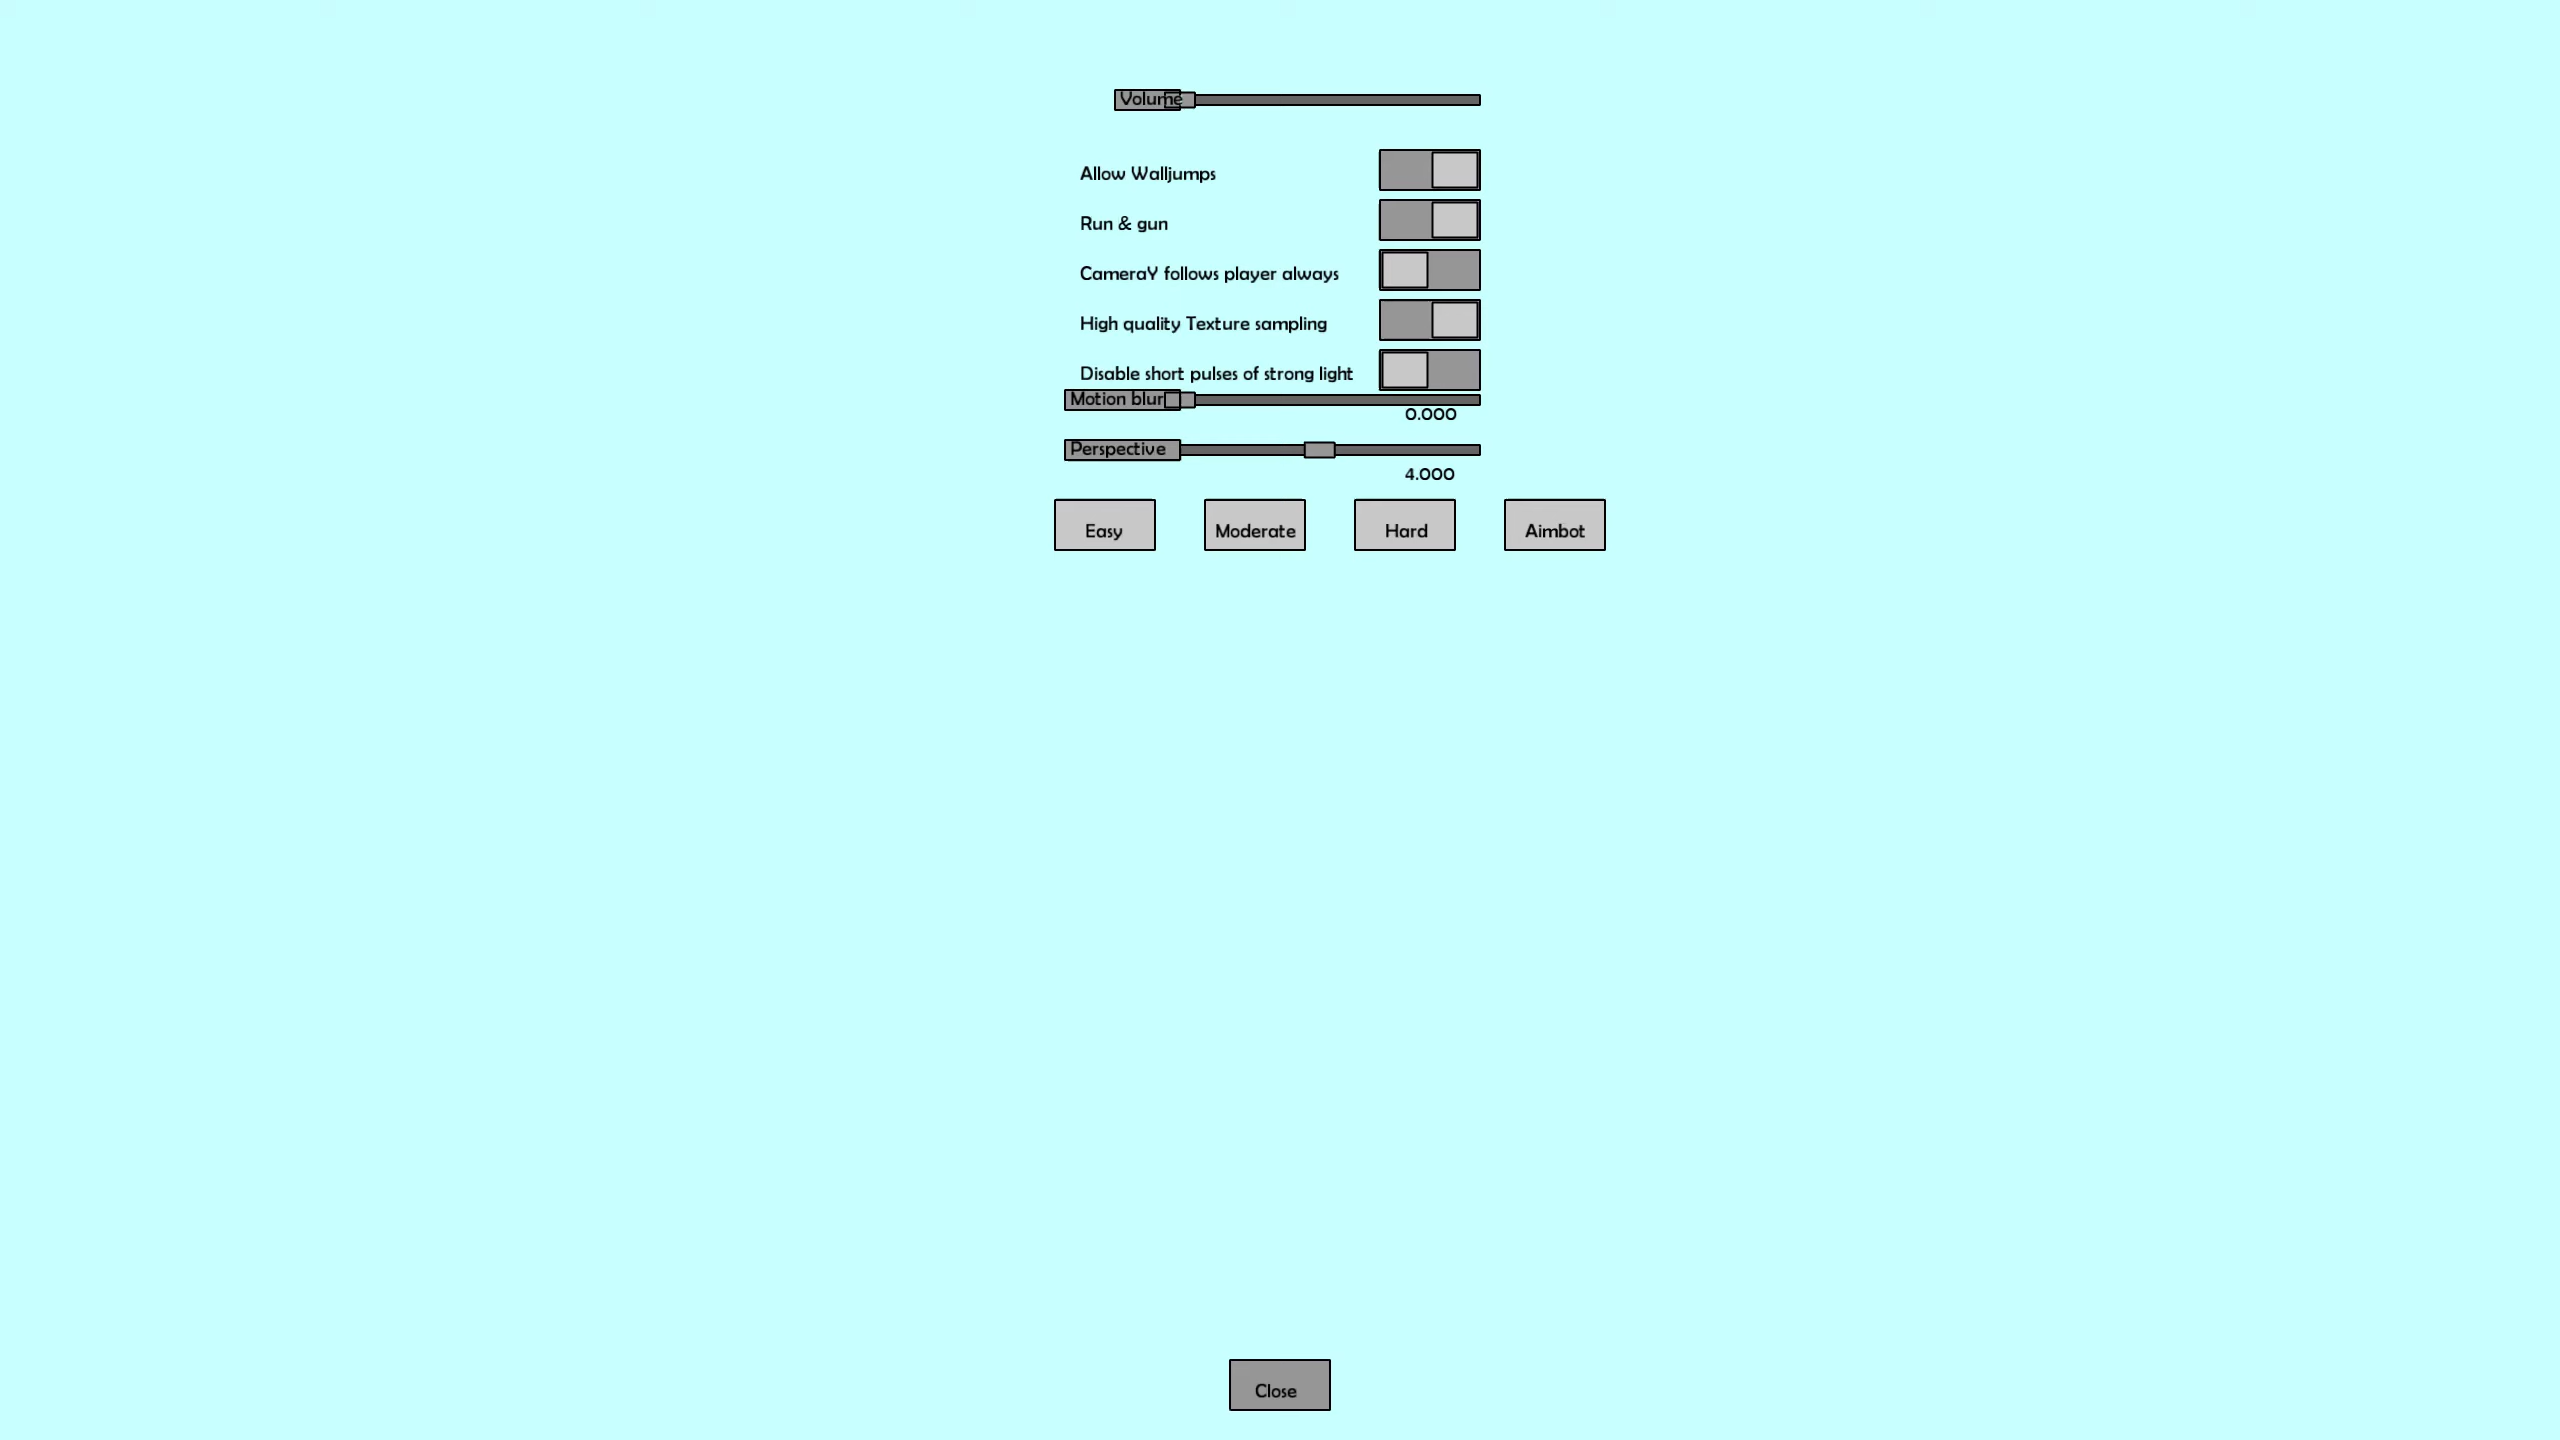 Volume
Allow Walljumps
Run & gun
CameraY follows player always
High quality Texture sampling
Disable short pulses of strong light
Motion blur
0.000
Perspective
4.000
Easy Moderate Hard Aimbot
Close